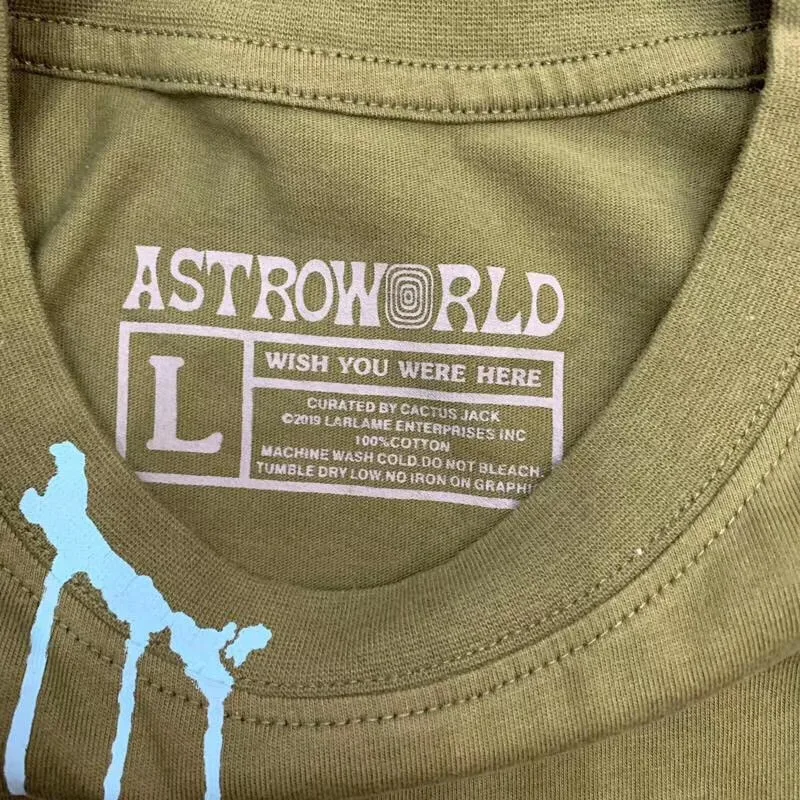 ASTROWORLD
L
WISH YOU WERE HERE
CURATED BY CACTUS JACK
©2019 LARLAME ENTERPRISES INC
100%COTTON
MACHINE WASH COLD.DO NOT BLEACH.
TUMBLE DRY LOW.NO IRON ON GRAPHI